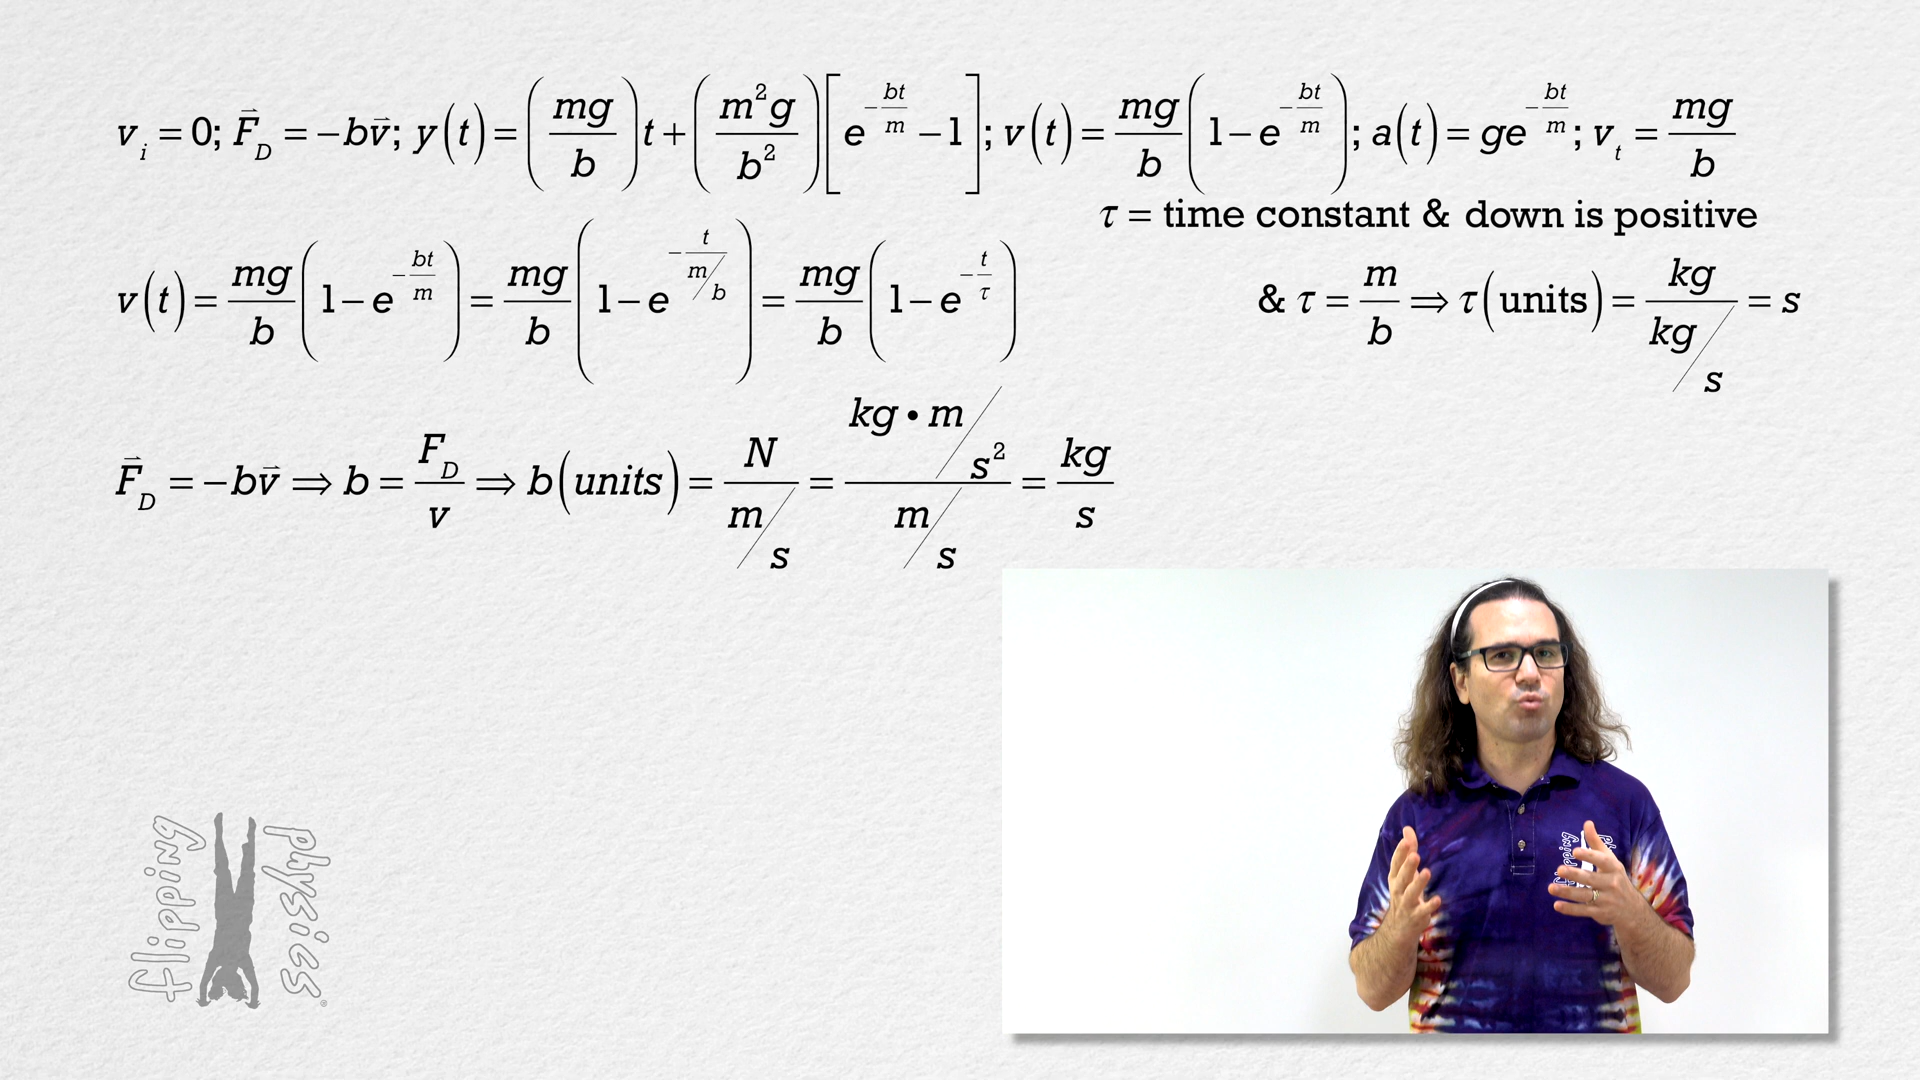 v_i = 0; F⃗_D = −bv⃗; y(t) = (mg/b)t + (m²g/b²)[e^(−bt/m) − 1]; v(t) = mg/b(1 − e^(−bt/m)); a(t) = ge^(−bt/m); v_t = mg/b
τ = time constant & down is positive
v(t) = mg/b(1 − e^(−bt/m)) = mg/b(1 − e^(−t/(m/b))) = mg/b(1 − e^(−t/τ))
& τ = m/b ⇒ τ(units) = kg/(kg/s) = s
F⃗_D = −bv⃗ ⇒ b = F_D/v ⇒ b(units) = N/(m/s) = (kg•m/s²)/(m/s) = kg/s
flipping
physics®
flipping